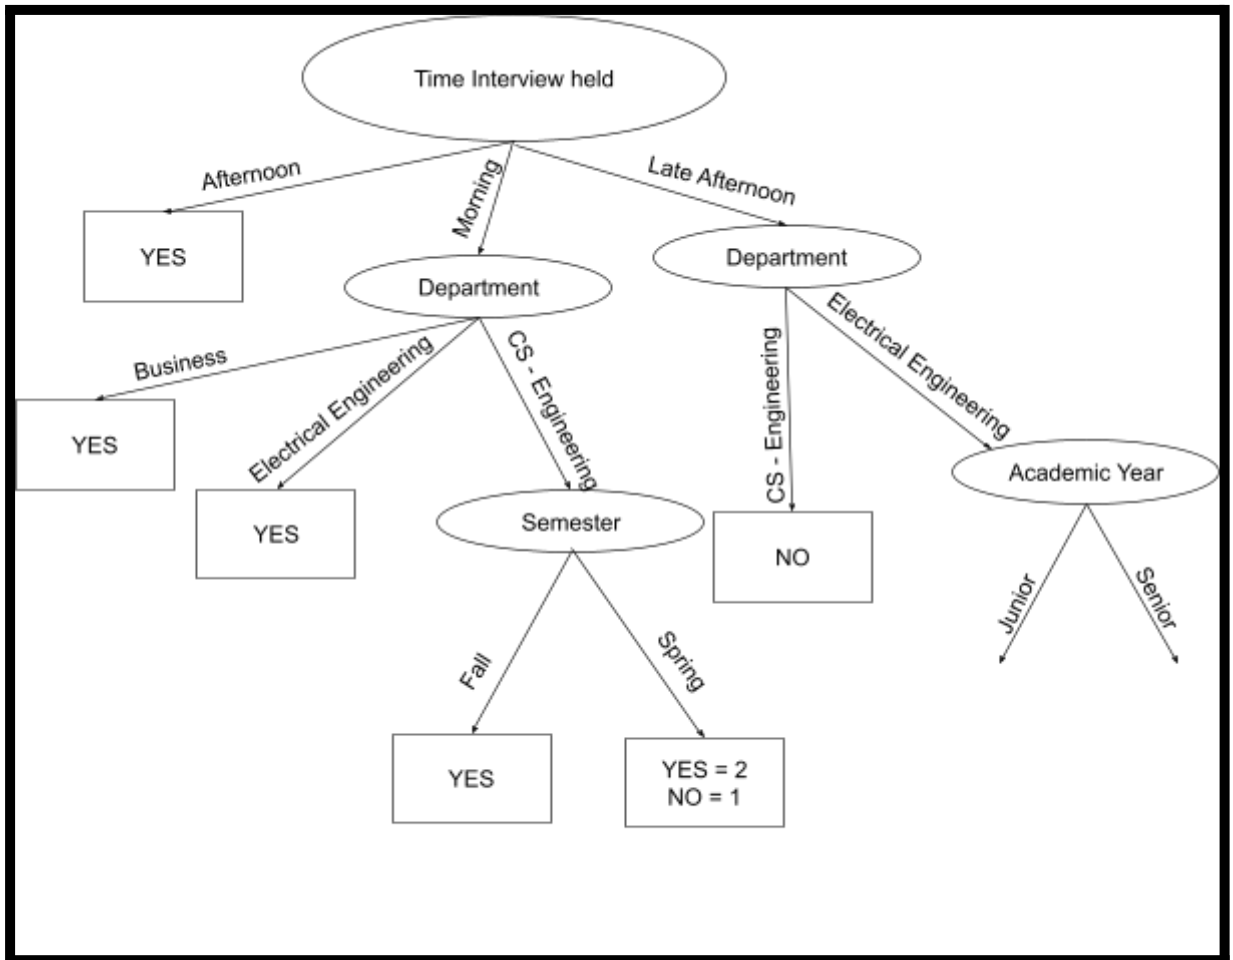 Time Interview held
Afternoon
Morning
Late Afternoon
YES
Department
Department
Business
Electrical Engineering
CS - Engineering
CS - Engineering
Electrical Engineering
YES
YES
Semester
NO
Academic Year
Fall
Spring
Junior
Senior
YES
YES = 2
NO = 1